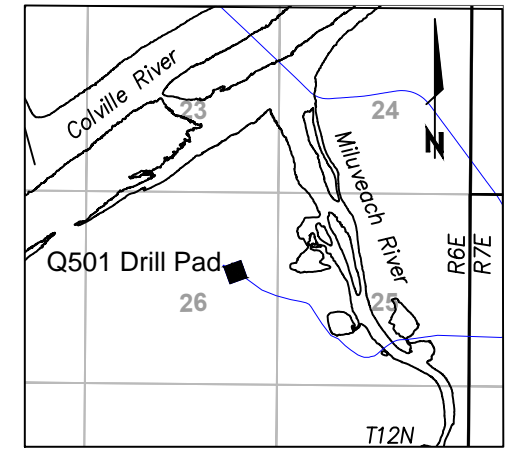 Colville River
23
24
N
Miluveach River
R6E
R7E
Q501 Drill Pad
26
25
T12N